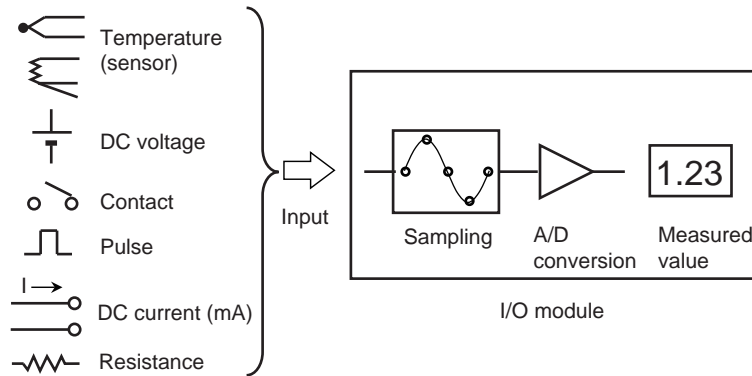 Temperature
(sensor)
DC voltage
Contact
Pulse
I
DC current (mA)
Resistance
Input
Sampling
A/D
conversion
1.23
Measured
value
I/O module